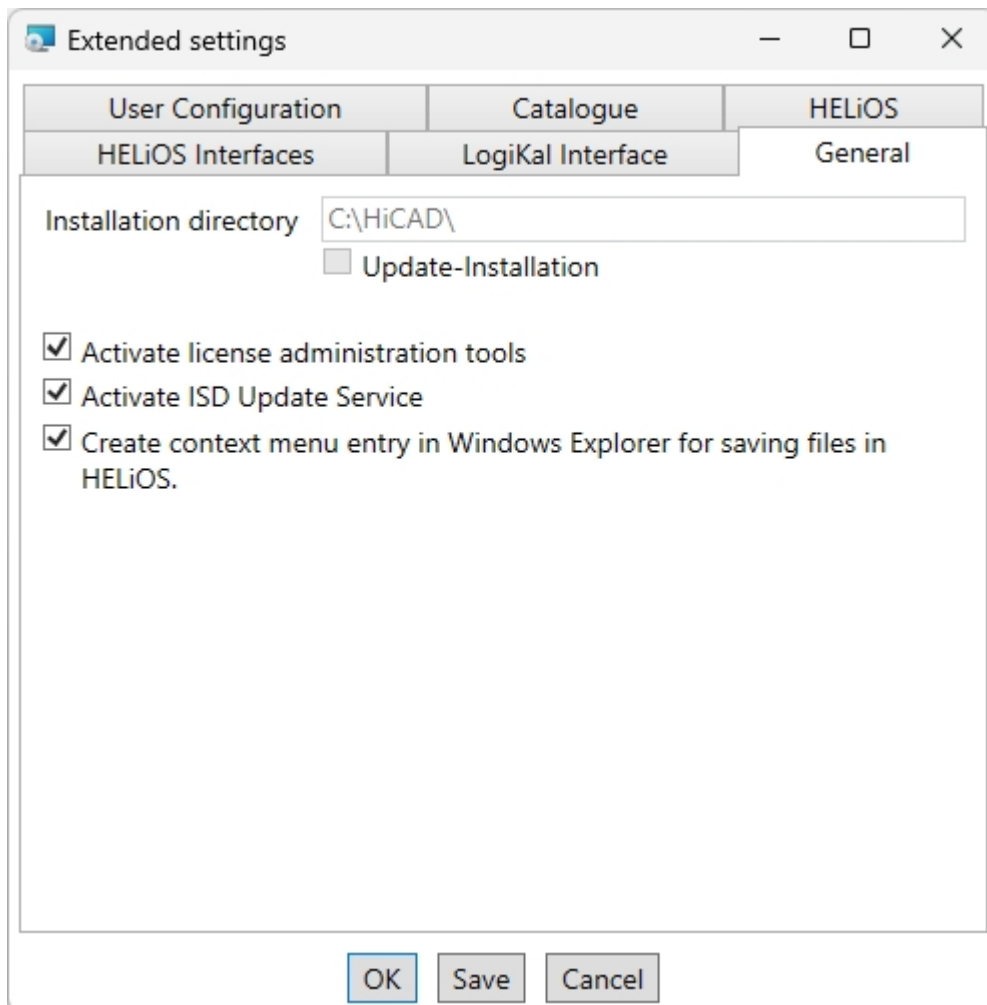 Extended settings
User Configuration
Catalogue
HELiOS
HELiOS Interfaces
LogiKal Interface
General
Installation directory
C:\HiCAD\
Update-Installation
Activate license administration tools
Activate ISD Update Service
Create context menu entry in Windows Explorer for saving files in
HELiOS.
OK
Save
Cancel